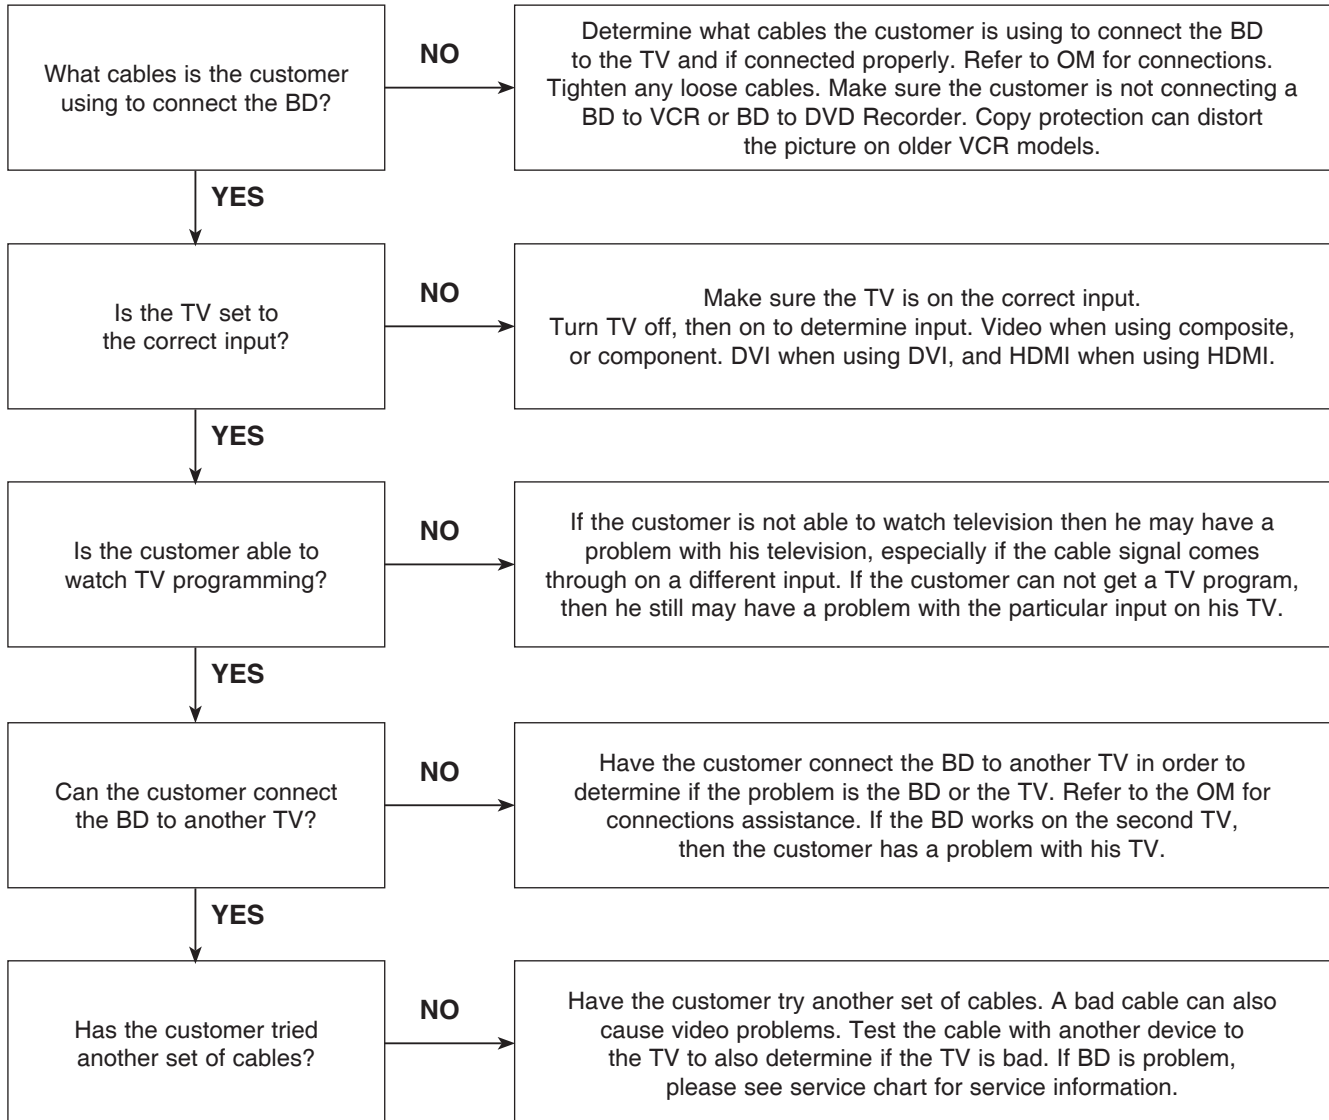 What cables is the customer
using to connect the BD?
NO
Determine what cables the customer is using to connect the BD
to the TV and if connected properly. Refer to OM for connections.
Tighten any loose cables. Make sure the customer is not connecting a
BD to VCR or BD to DVD Recorder. Copy protection can distort
the picture on older VCR models.
YES
Is the TV set to
the correct input?
NO
Make sure the TV is on the correct input.
Turn TV off, then on to determine input. Video when using composite,
or component. DVI when using DVI, and HDMI when using HDMI.
YES
Is the customer able to
watch TV programming?
NO
If the customer is not able to watch television then he may have a
problem with his television, especially if the cable signal comes
through on a different input. If the customer can not get a TV program,
then he still may have a problem with the particular input on his TV.
YES
Can the customer connect
the BD to another TV?
NO
Have the customer connect the BD to another TV in order to
determine if the problem is the BD or the TV. Refer to the OM for
connections assistance. If the BD works on the second TV,
then the customer has a problem with his TV.
YES
Has the customer tried
another set of cables?
NO
Have the customer try another set of cables. A bad cable can also
cause video problems. Test the cable with another device to
the TV to also determine if the TV is bad. If BD is problem,
please see service chart for service information.